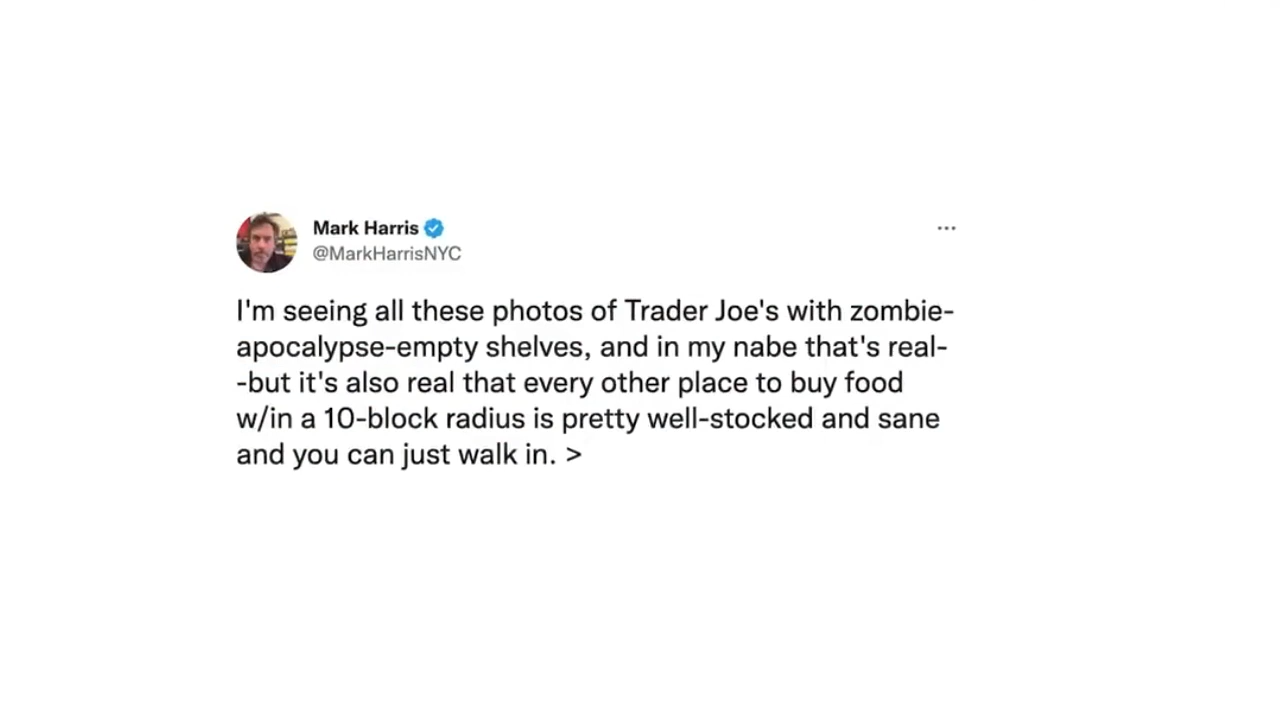 Mark Harris
@MarkHarrisNYC
I'm seeing all these photos of Trader Joe's with zombie-
apocalypse-empty shelves, and in my nabe that's real-
-but it's also real that every other place to buy food
w/in a 10-block radius is pretty well-stocked and sane
and you can just walk in. >